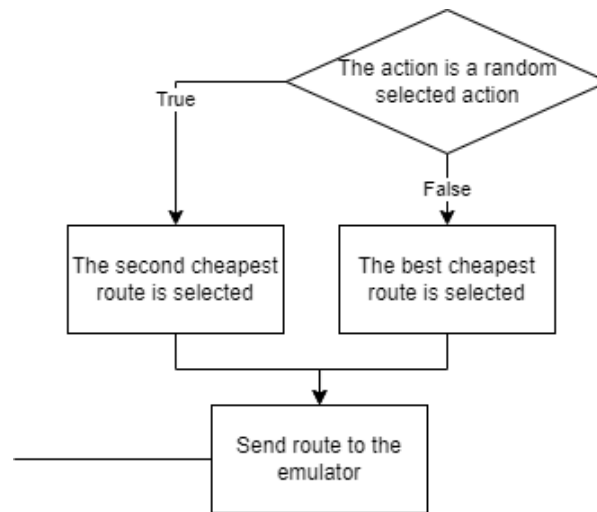 The action is a random
selected action
True
False
The second cheapest
route is selected
The best cheapest
route is selected
Send route to the
emulator